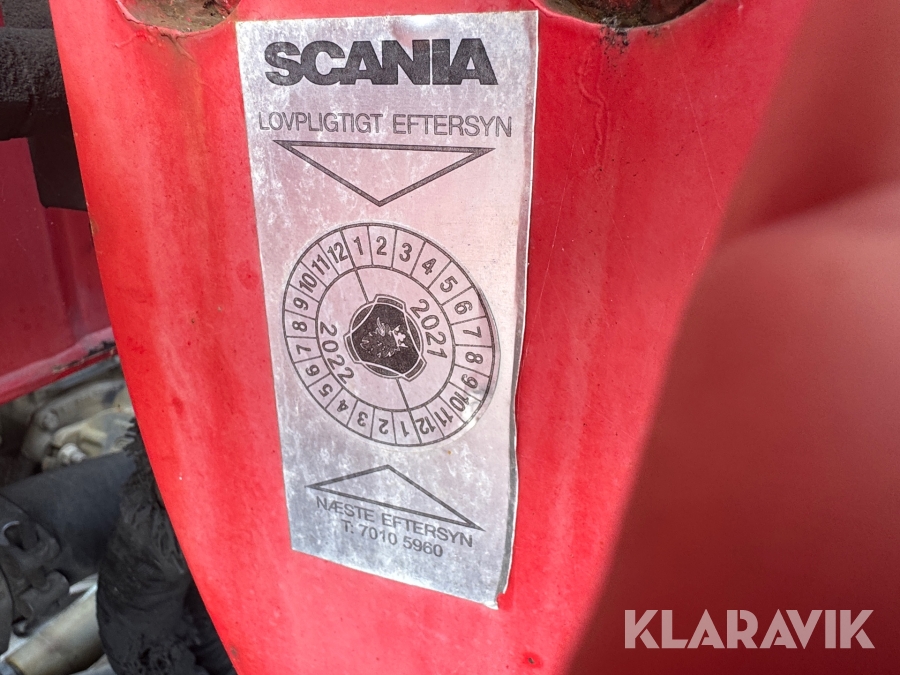 SCANIA
LOVPLIGTIGT EFTERSYN
1 2 3 4 5 6 7 8 9 10 11 12
2021
1 2 3 4 5 6 7 8 9 10 11 12
2022
NÆSTE EFTERSYN
T: 7010 5960
KLARAVIK